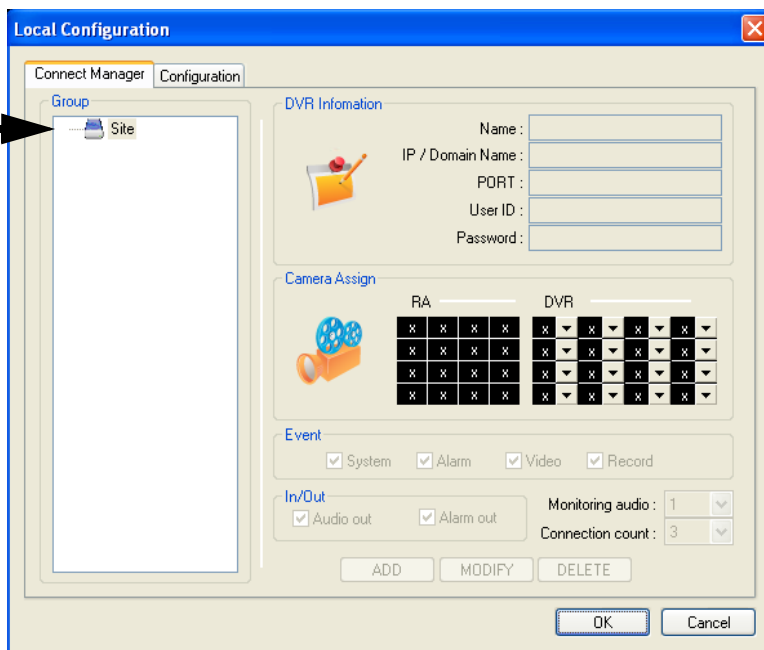 Local Configuration
Connect Manager Configuration
Group
Site
DVR Infomation
Name :
IP / Domain Name :
PORT :
User ID :
Password :
Camera Assign
RA DVR
x x x x x x x x
x x x x x x x x
x x x x x x x x
x x x x x x x x
Event
System Alarm Video Record
In/Out
Audio out Alarm out
Monitoring audio : 1
Connection count : 3
ADD MODIFY DELETE
OK Cancel